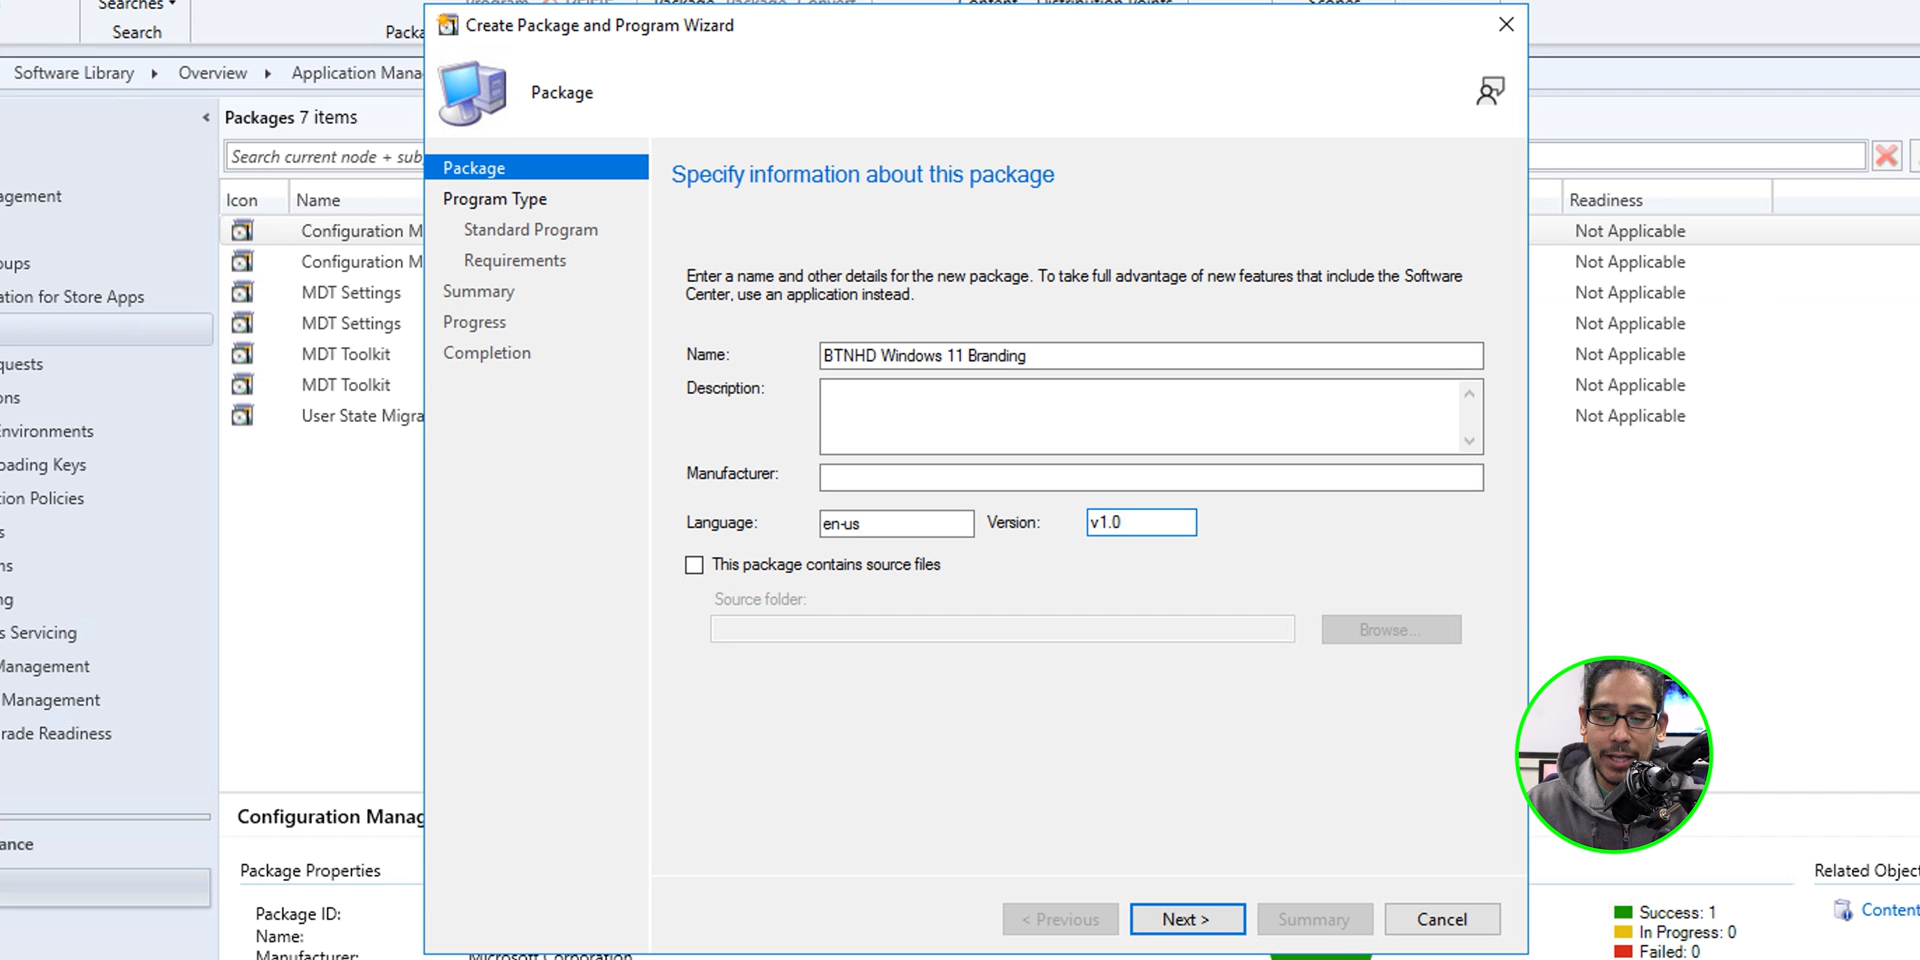 Searches
Search
Create Package and Program Wizard
Package
Software Library
Overview
Application Mana
Packages 7 items
Search current node + sub
Icon
Name
Readiness
Configuration M
Configuration M
MDT Settings
MDT Settings
MDT Toolkit
MDT Toolkit
User State Migra
Not Applicable
Not Applicable
Not Applicable
Not Applicable
Not Applicable
Not Applicable
Not Applicable
agement
oups
ation for Store Apps
quests
ons
Environments
oading Keys
tion Policies
s
ns
ng
s Servicing
Management
Management
rade Readiness
ance
Package
Program Type
Standard Program
Requirements
Summary
Progress
Completion
Specify information about this package
Enter a name and other details for the new package. To take full advantage of new features that include the Software
Center, use an application instead.
Name:
BTNHD Windows 11 Branding
Description:
Manufacturer:
Language:
en-us
Version:
v1.0
This package contains source files
Source folder:
Browse...
< Previous
Next >
Summary
Cancel
Configuration Manag
Package Properties
Package ID:
Name:
Manufacturer:
Microsoft Corporation
Success: 1
In Progress: 0
Failed: 0
Related Object
Content